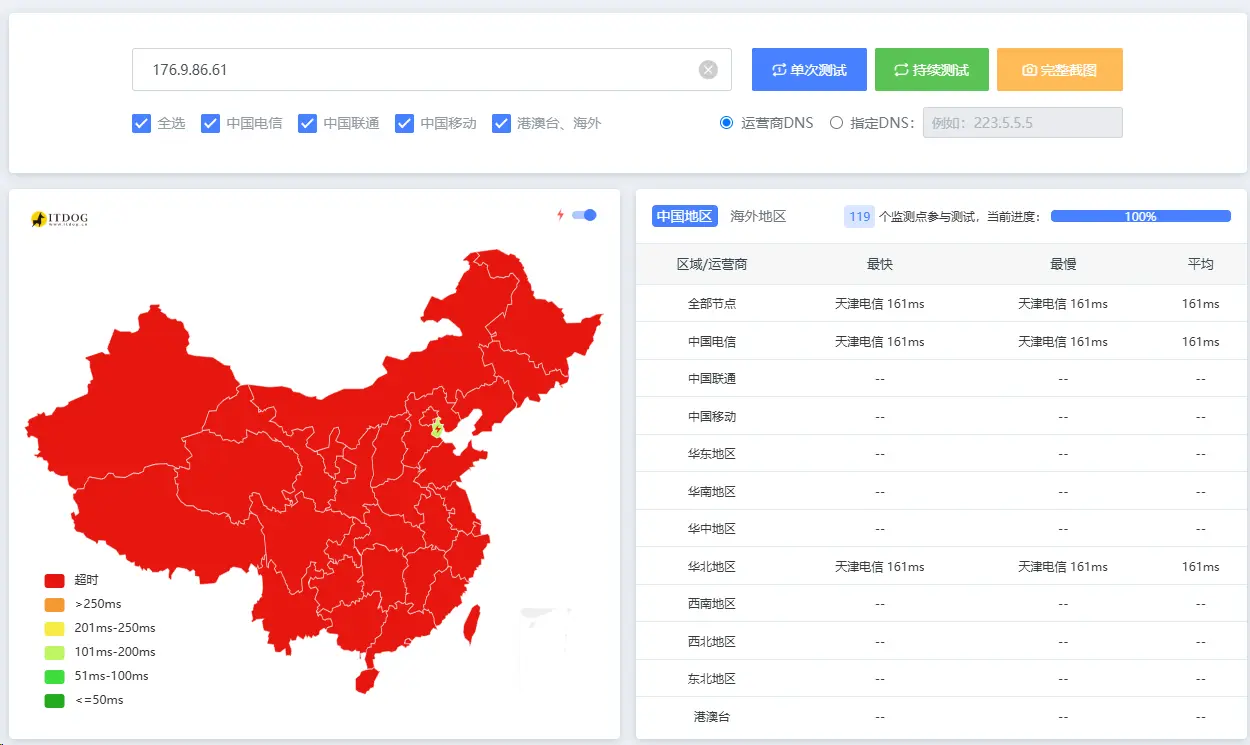 176.9.86.61
单次测试 持续测试 完整截图
全选 中国电信 中国联通 中国移动 港澳台、海外
运营商DNS 指定DNS: 例如: 223.5.5.5
ITDOG
www.itdog.cn
超时
>250ms
201ms-250ms
101ms-200ms
51ms-100ms
<=50ms
中国地区 海外地区 119 个监测点参与测试, 当前进度: 100%
区域/运营商 最快 最慢 平均
全部节点 天津电信 161ms 天津电信 161ms 161ms
中国电信 天津电信 161ms 天津电信 161ms 161ms
中国联通 -- -- --
中国移动 -- -- --
华东地区 -- -- --
华南地区 -- -- --
华中地区 -- -- --
华北地区 天津电信 161ms 天津电信 161ms 161ms
西南地区 -- -- --
西北地区 -- -- --
东北地区 -- -- --
港澳台 -- -- --